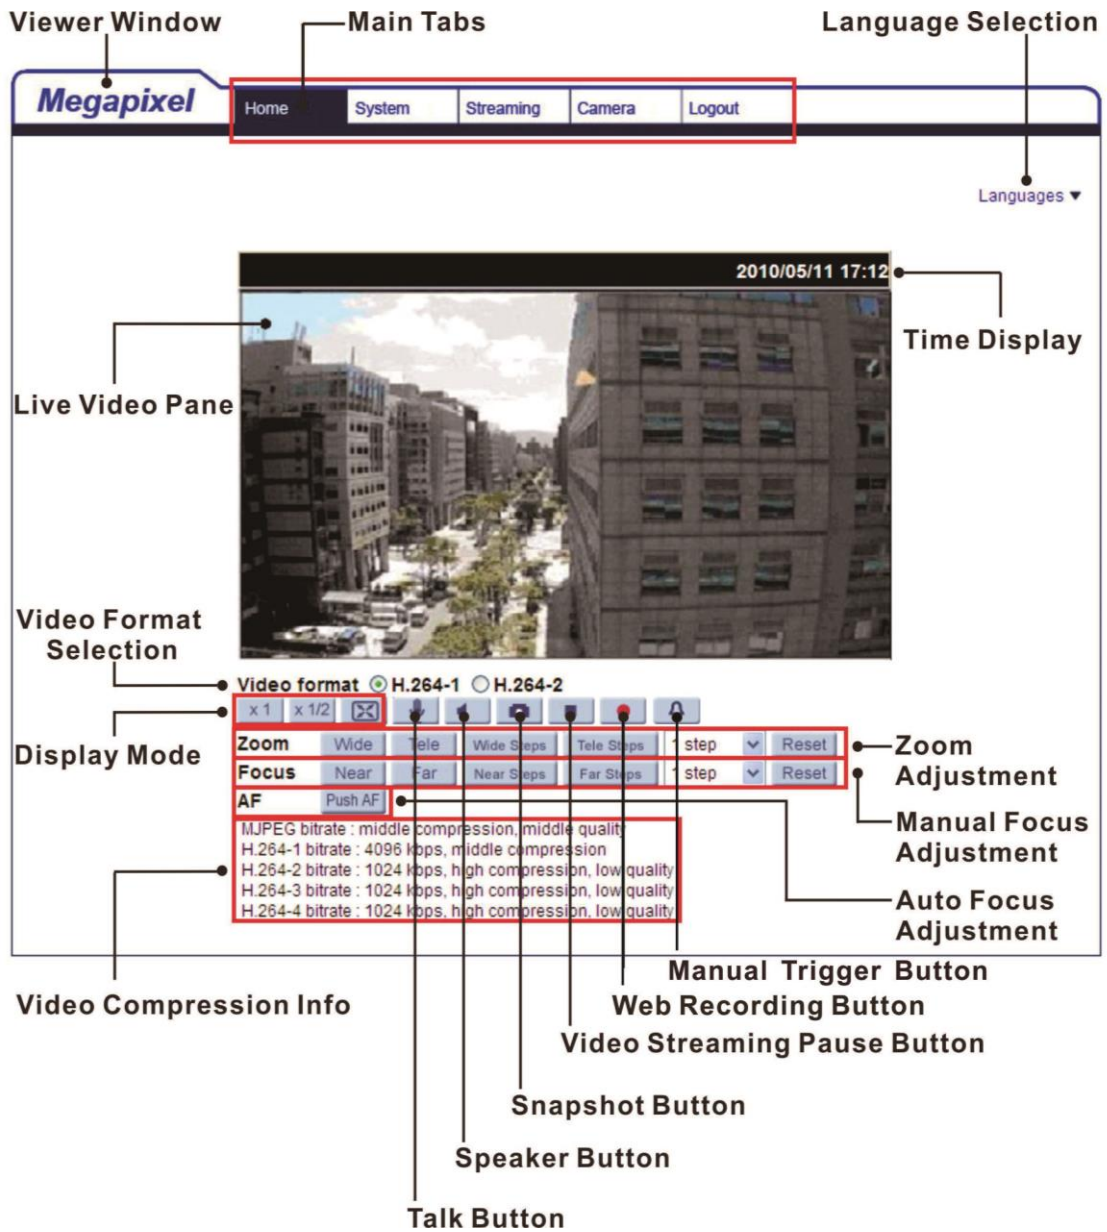 Viewer Window
Main Tabs
Language Selection
Megapixel
Home
System
Streaming
Camera
Logout
Languages ▼
2010/05/11 17:12
Time Display
Live Video Pane
Video Format
Selection
Video format H.264-1 H.264-2
x 1 x 1/2
Display Mode
Zoom Wide Tele Wide Steps Tele Steps 1 step Reset
Zoom
Adjustment
Focus Near Far Near Steps Far Steps 1 step Reset
Manual Focus
Adjustment
AF Push AF
Auto Focus
Adjustment
MJPEG bitrate : middle compression, middle quality
H.264-1 bitrate : 4096 kbps, middle compression
H.264-2 bitrate : 1024 kbps, high compression, low quality
H.264-3 bitrate : 1024 kbps, high compression, low quality
H.264-4 bitrate : 1024 kbps, high compression, low quality
Video Compression Info
Manual Trigger Button
Web Recording Button
Video Streaming Pause Button
Snapshot Button
Speaker Button
Talk Button